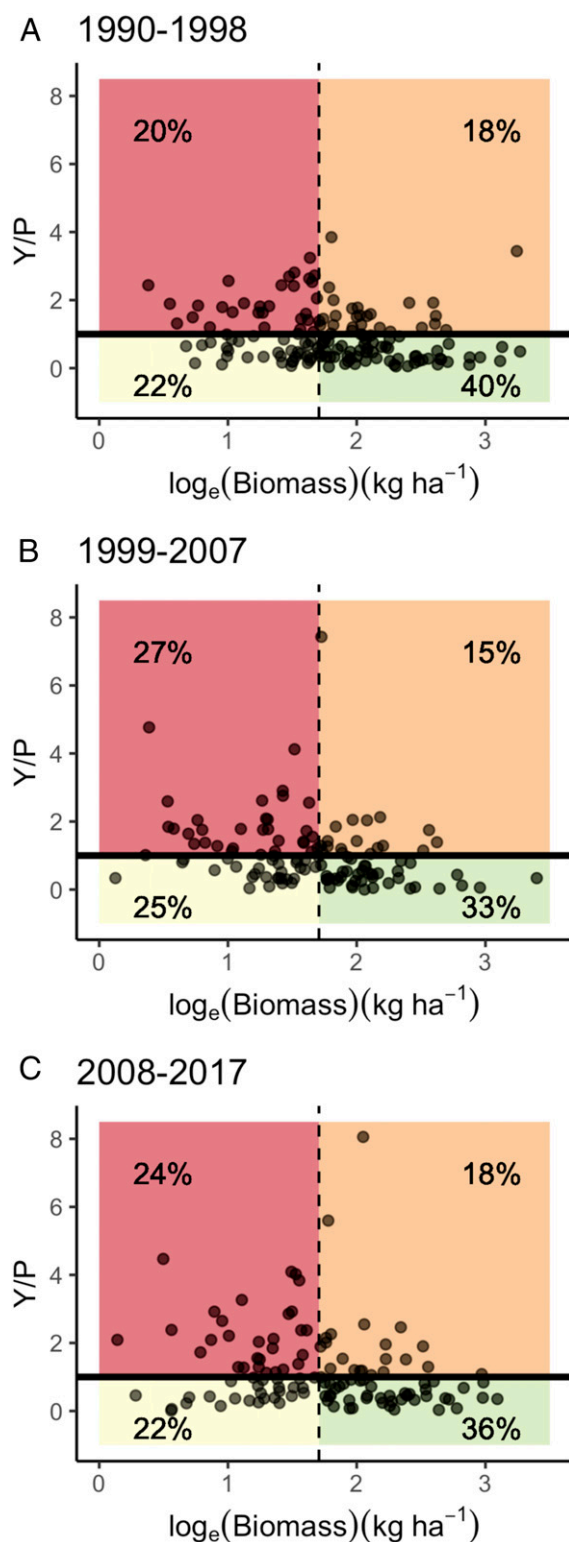 A 1990-1998
8
20% 18%
6
Y/P
4
2
0
22% 40%
0 1 2 3
logₑ(Biomass)(kg ha⁻¹)
B 1999-2007
8
27% 15%
6
Y/P
4
2
0
25% 33%
0 1 2 3
logₑ(Biomass)(kg ha⁻¹)
C 2008-2017
8
24% 18%
6
Y/P
4
2
0
22% 36%
0 1 2 3
logₑ(Biomass)(kg ha⁻¹)